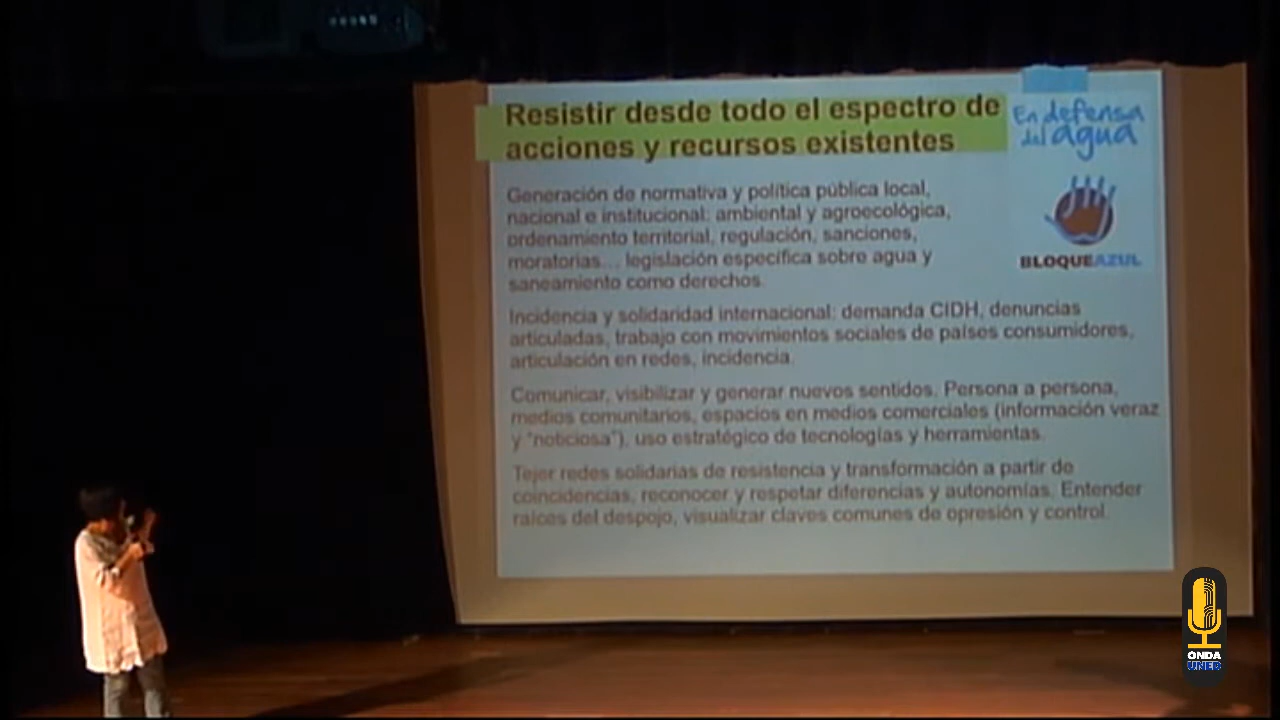 Resistir desde todo el espectro de
acciones y recursos existentes
En defensa
del agua
BLOQUEAZUL
Generación de normativa y política pública local,
nacional e institucional: ambiental y agroecológica,
ordenamiento territorial, regulación, sanciones,
moratorias... legislación específica sobre agua y
saneamiento como derechos.
Incidencia y solidaridad internacional: demanda CIDH, denuncias
articuladas, trabajo con movimientos sociales de países consumidores,
articulación en redes, incidencia.
Comunicar, visibilizar y generar nuevos sentidos. Persona a persona,
medios comunitarios, espacios en medios comerciales (información veraz
y "noticiosa"), uso estratégico de tecnologías y herramientas.
Tejer redes solidarias de resistencia y transformación a partir de
coincidencias, reconocer y respetar diferencias y autonomías. Entender
raíces del despojo, visualizar claves comunes de opresión y control.
ONDA
UNEB